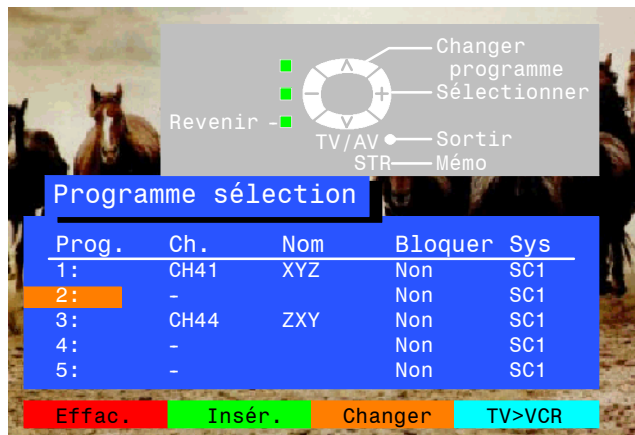 Changer
programme
Sélectionner
Revenir
TV/AV Sortir
STR Mémo
Programme sélection
Prog. Ch. Nom Bloquer Sys
1: CH41 XYZ Non SC1
2: - Non SC1
3: CH44 ZXY Non SC1
4: - Non SC1
5: - Non SC1
Effac. Insér. Changer TV>VCR